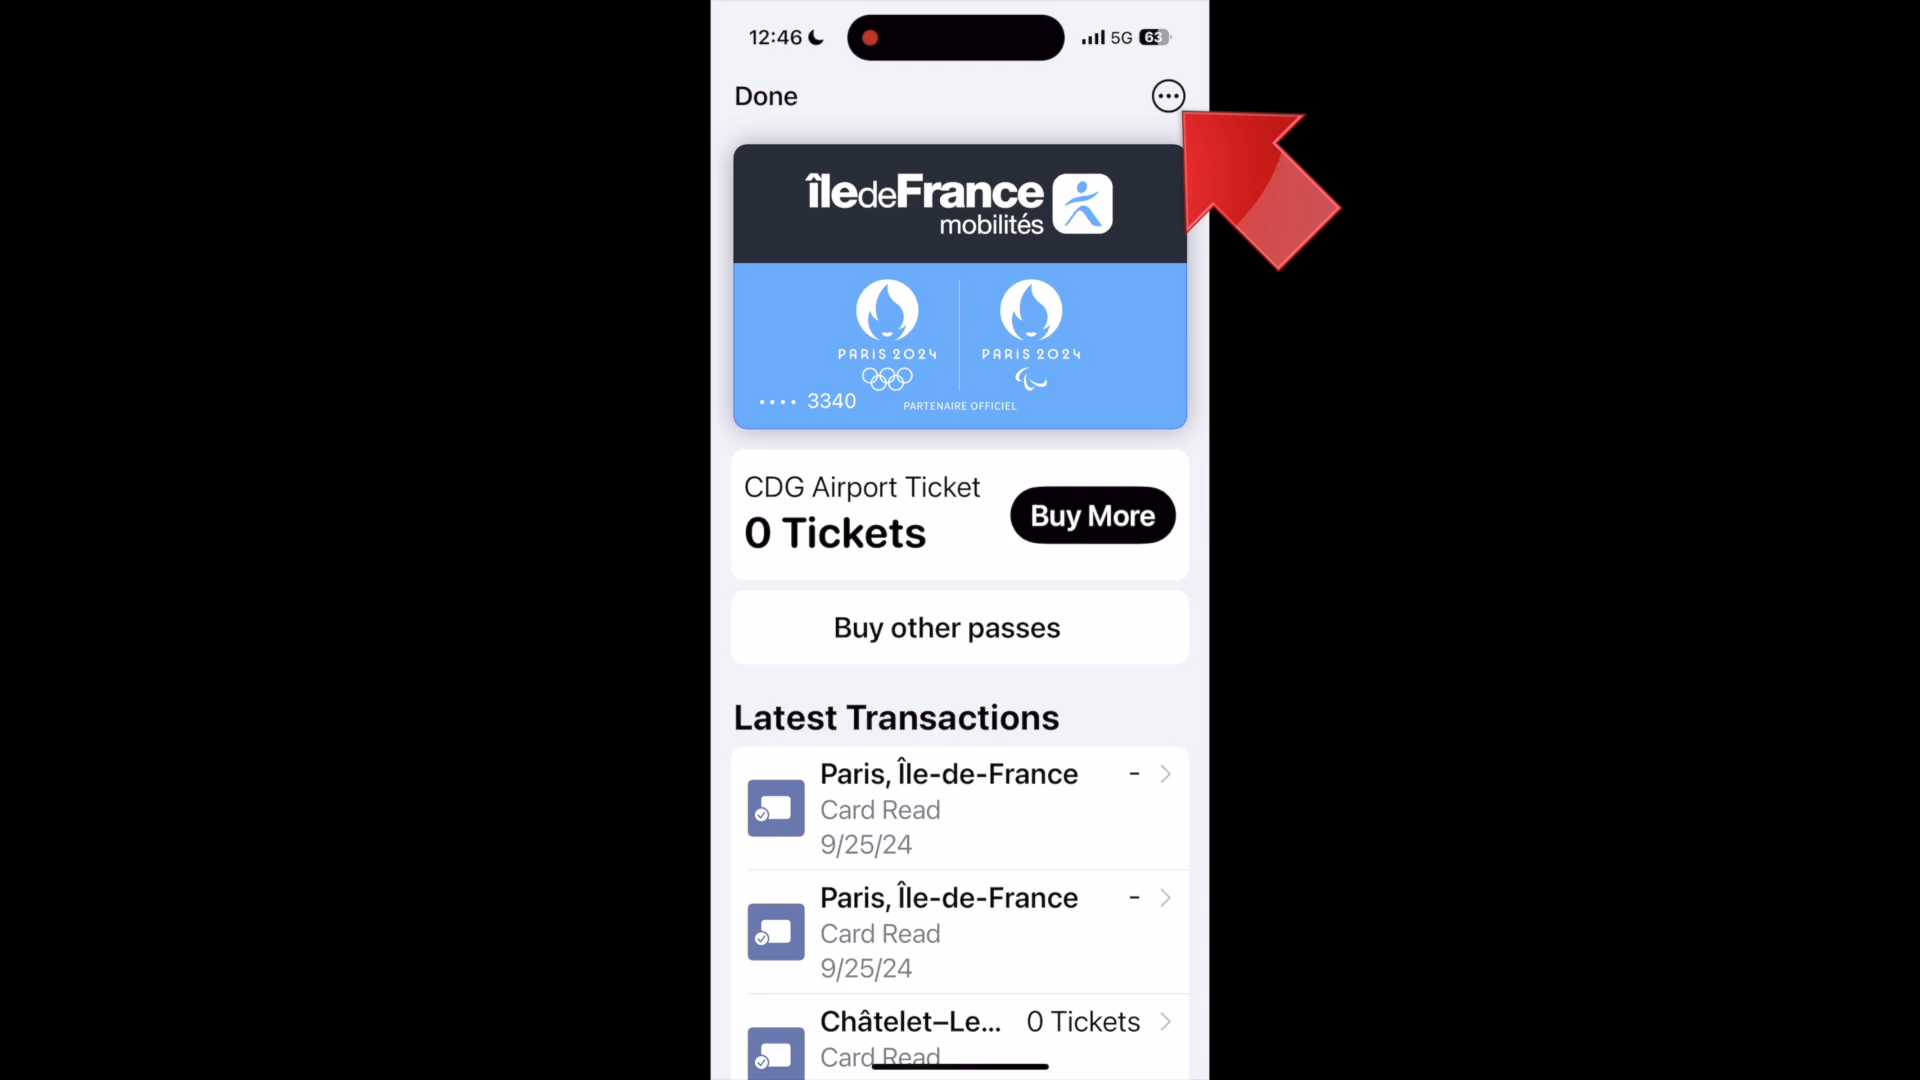 12:46
5G 63
Done
îledeFrance
mobilités
PARIS 2024 PARIS 2024
•••• 3340
PARTENAIRE OFFICIEL
CDG Airport Ticket
0 Tickets
Buy More
Buy other passes
Latest Transactions
Paris, Île-de-France -
Card Read
9/25/24
Paris, Île-de-France -
Card Read
9/25/24
Châtelet–Le... 0 Tickets
Card Read